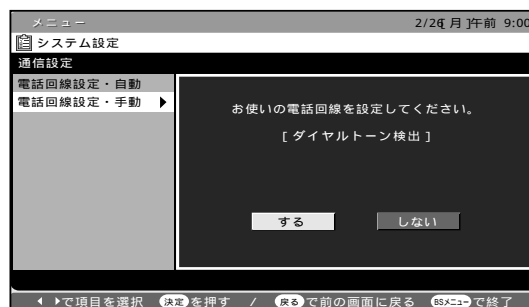 メニュー 2/26[月]午前 9:00
システム設定
通信設定
電話回線設定・自動
電話回線設定・手動
お使いの電話回線を設定してください。
[ダイヤルトーン検出]
する しない
で項目を選択 決定を押す / 戻るで前の画面に戻る BSメニューで終了